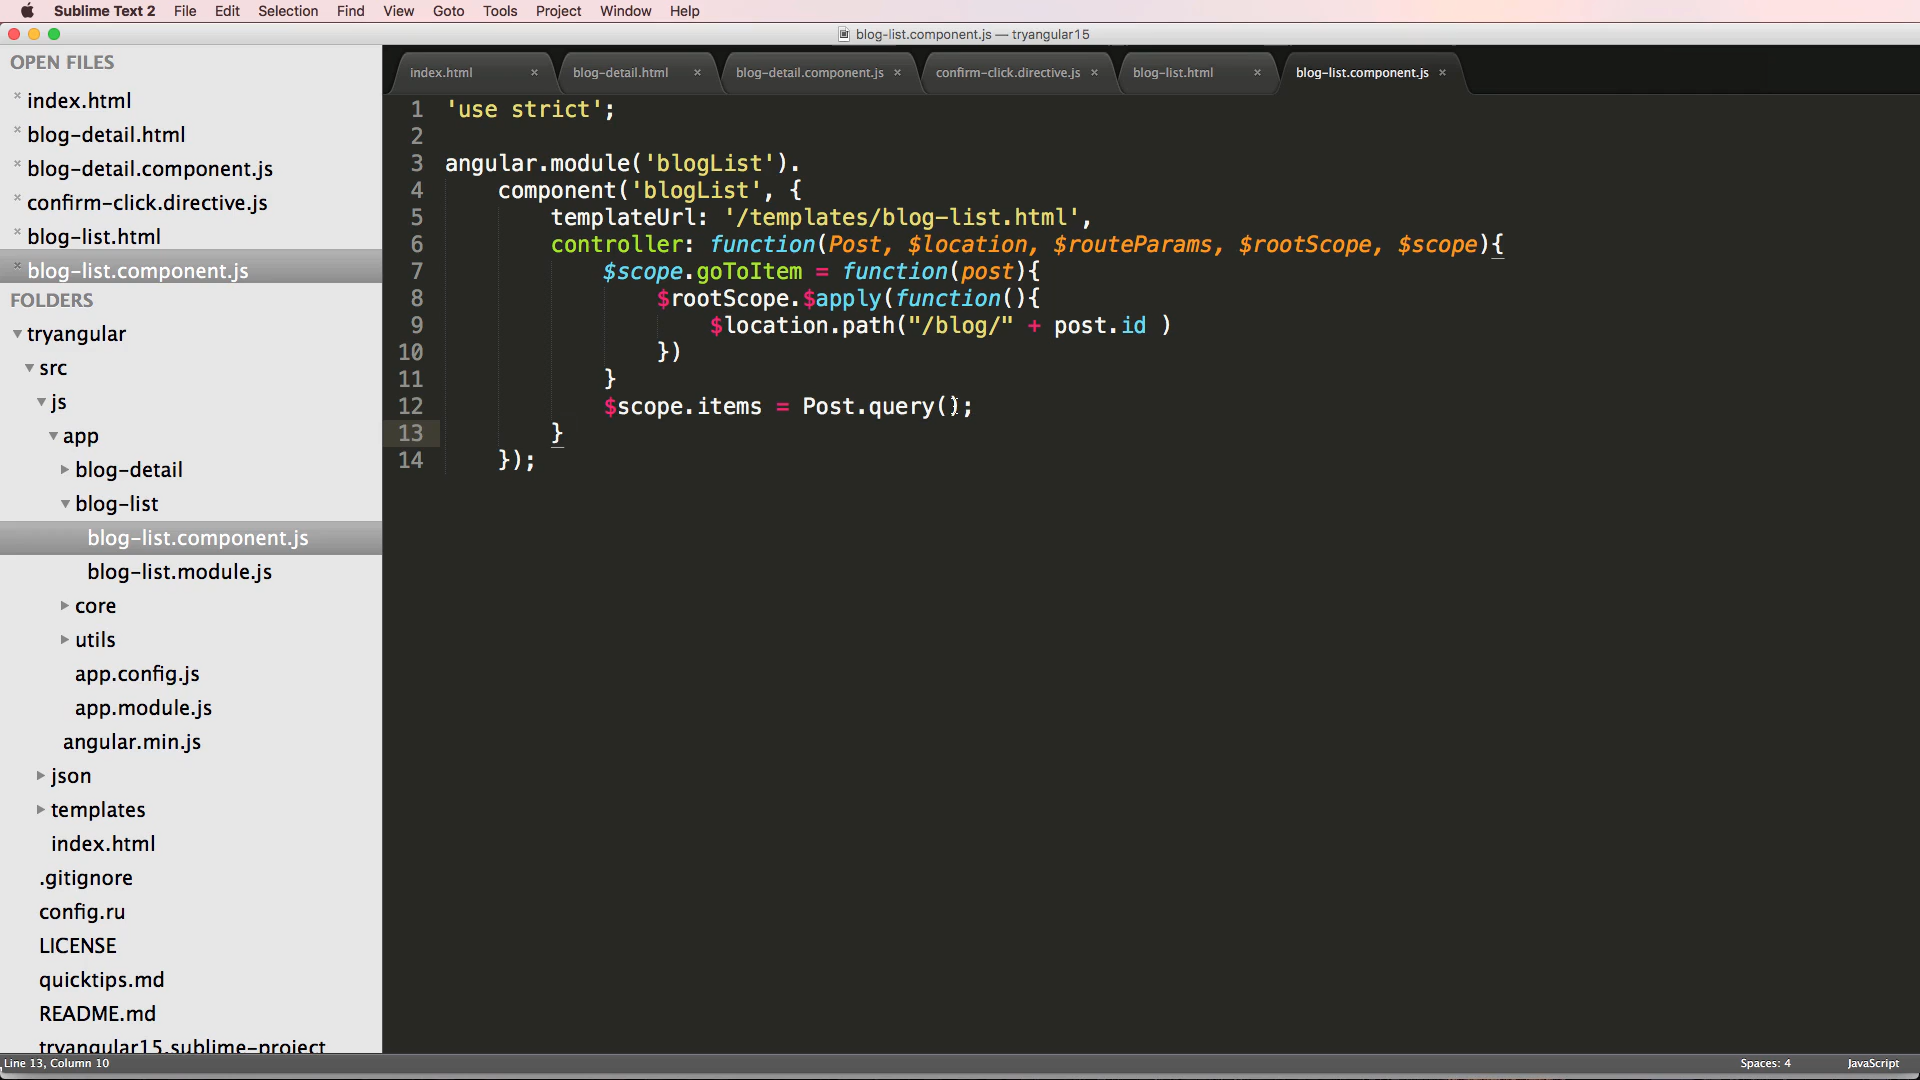 Sublime Text 2 File Edit Selection Find View Goto Tools Project Window Help
blog-list.component.js — tryangular15
OPEN FILES
index.html
blog-detail.html
blog-detail.component.js
confirm-click.directive.js
blog-list.html
blog-list.component.js
FOLDERS
tryangular
src
js
app
blog-detail
blog-list
blog-list.component.js
blog-list.module.js
core
utils
app.config.js
app.module.js
angular.min.js
json
templates
index.html
.gitignore
config.ru
LICENSE
quicktips.md
README.md
tryangular15.sublime-project
index.html × blog-detail.html × blog-detail.component.js × confirm-click.directive.js × blog-list.html × blog-list.component.js ×
1 'use strict';
2
3 angular.module('blogList').
4 component('blogList', {
5 templateUrl: '/templates/blog-list.html',
6 controller: function(Post, $location, $routeParams, $rootScope, $scope){
7 $scope.goToItem = function(post){
8 $rootScope.$apply(function(){
9 $location.path("/blog/" + post.id )
10 })
11 }
12 $scope.items = Post.query();
13 }
14 });
Line 13, Column 10 Spaces: 4 JavaScript